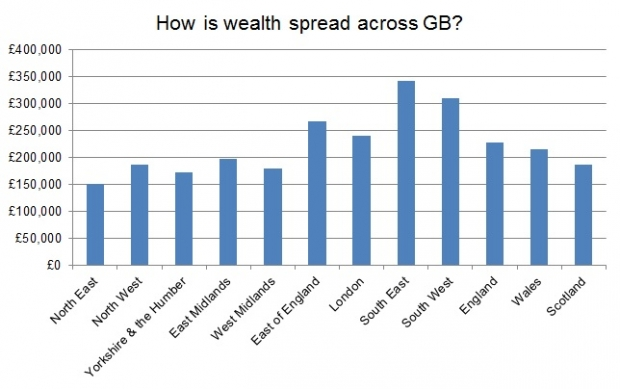 How is wealth spread across GB?
£400,000
£350,000
£300,000
£250,000
£200,000
£150,000
£100,000
£50,000
£0
North East
North West
Yorkshire & the Humber
East Midlands
West Midlands
East of England
London
South East
South West
England
Wales
Scotland